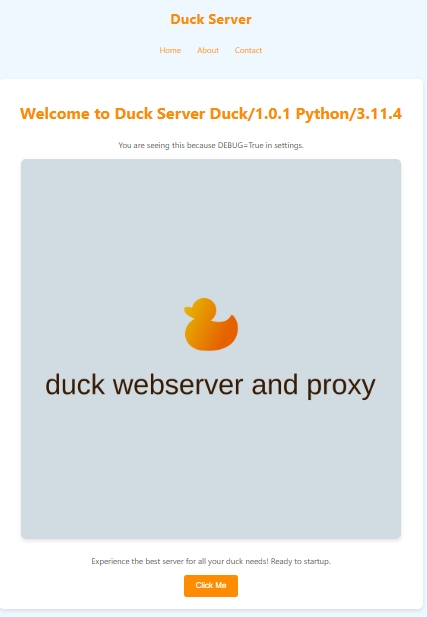 Duck Server
Home About Contact
Welcome to Duck Server Duck/1.0.1 Python/3.11.4
You are seeing this because DEBUG=True in settings.
duck webserver and proxy
Experience the best server for all your duck needs! Ready to startup.
Click Me